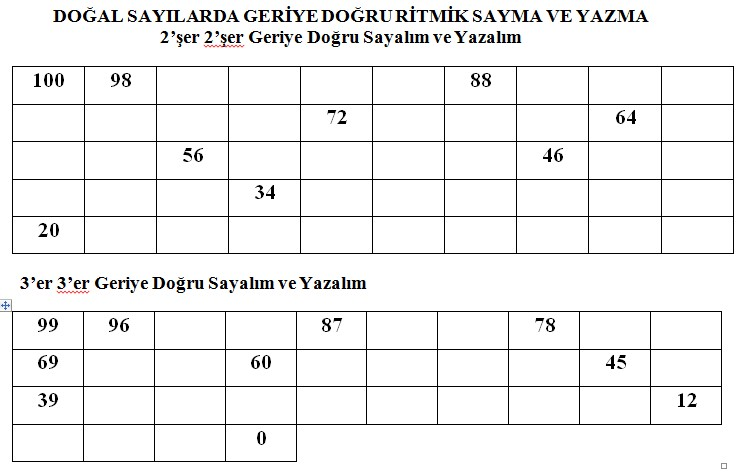 DOĞAL SAYILARDA GERİYE DOĞRU RİTMİK SAYMA VE YAZMA
2’şer 2’şer Geriye Doğru Sayalım ve Yazalım
100 98 88
72 64
56 46
34
20
3’er 3’er Geriye Doğru Sayalım ve Yazalım
99 96 87 78
69 60 45
39 12
0